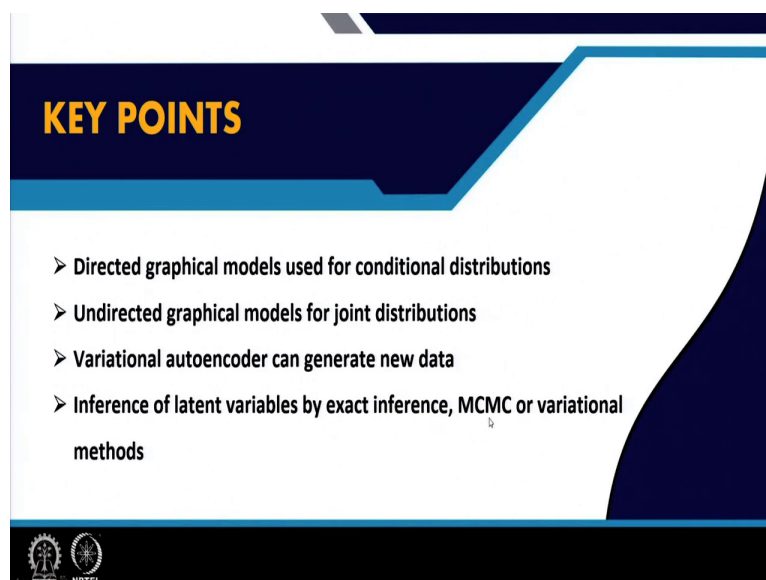 KEY POINTS
➢ Directed graphical models used for conditional distributions
➢ Undirected graphical models for joint distributions
➢ Variational autoencoder can generate new data
➢ Inference of latent variables by exact inference, MCMC or variational
methods
NPTEL